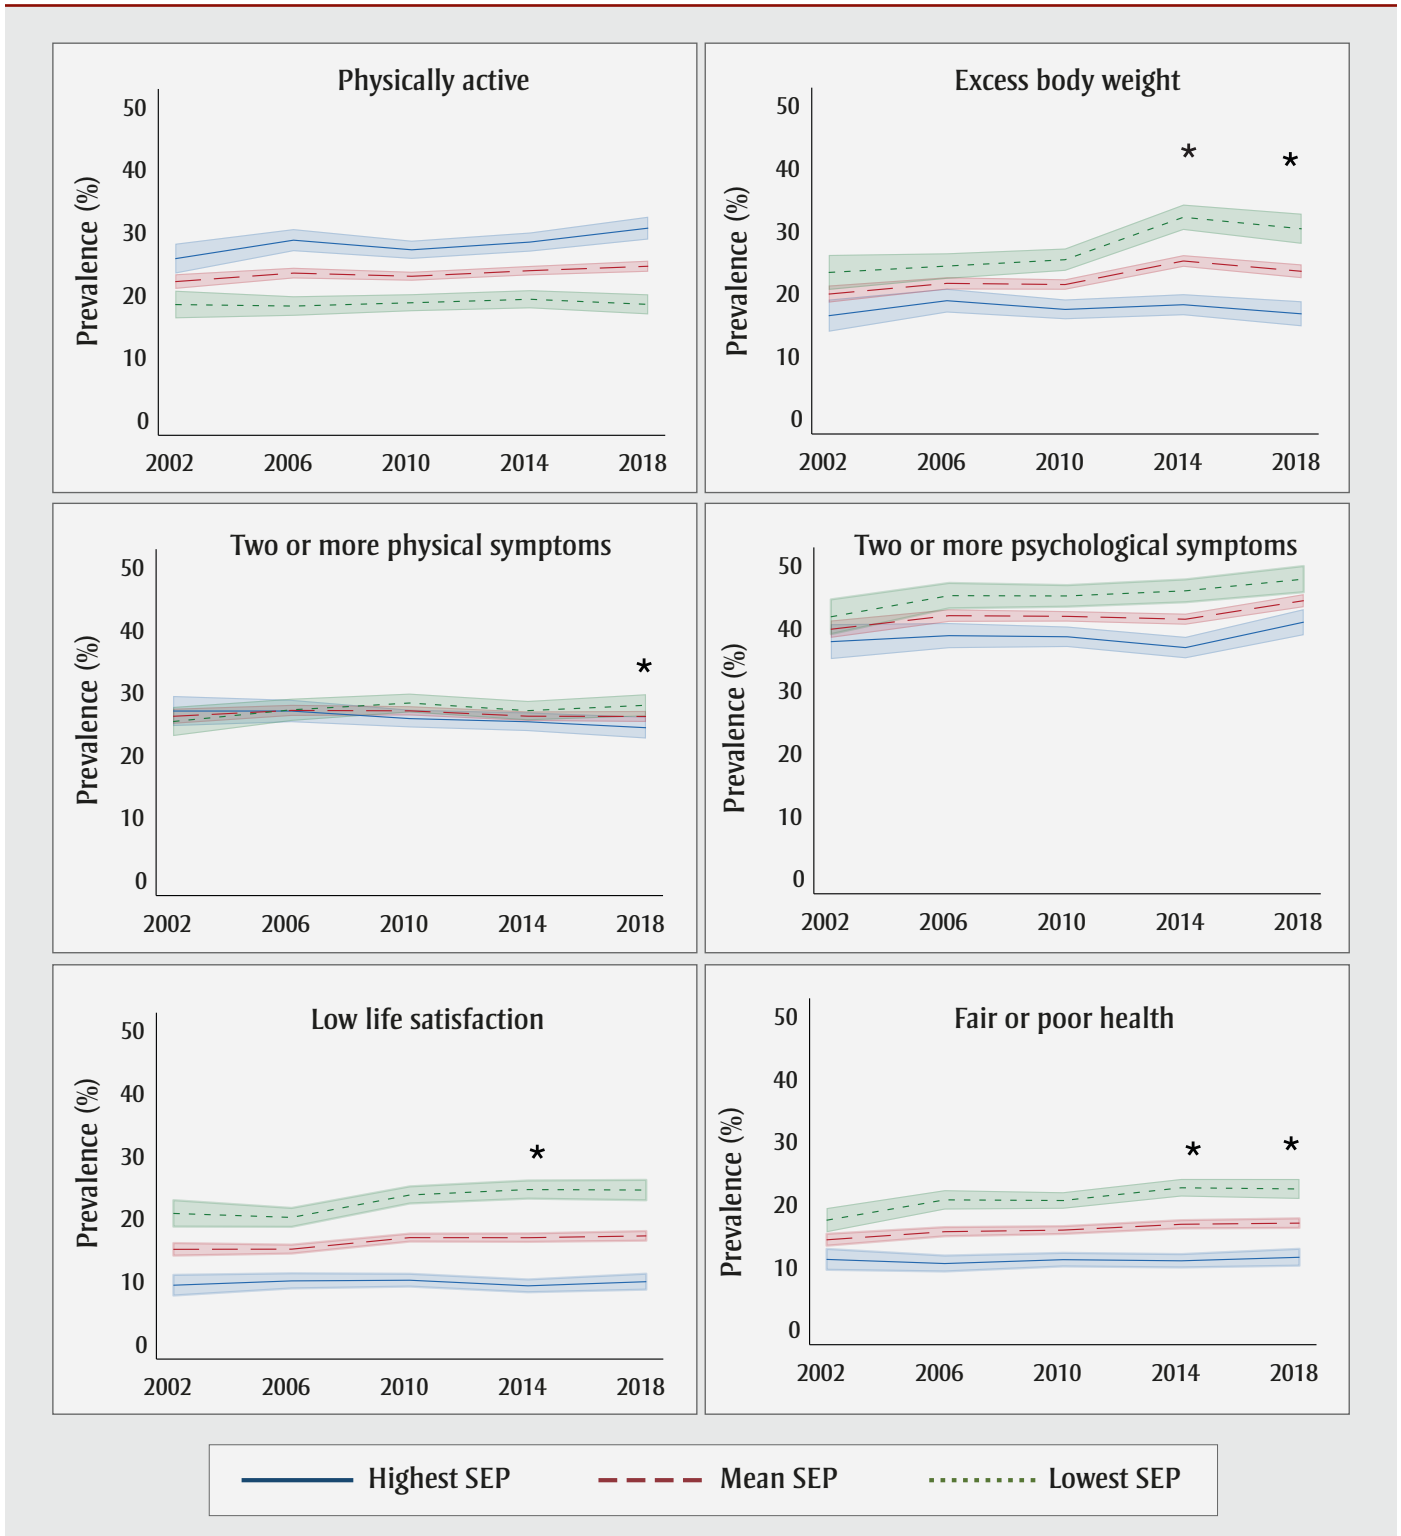 Physically active
Prevalence (%)
50
40
30
20
10
0
2002 2006 2010 2014 2018
Excess body weight
Prevalence (%)
50
40
30
20
10
0
* *
2002 2006 2010 2014 2018
Two or more physical symptoms
Prevalence (%)
50
40
30
20
10
0
*
2002 2006 2010 2014 2018
Two or more psychological symptoms
Prevalence (%)
50
40
30
20
10
0
2002 2006 2010 2014 2018
Low life satisfaction
Prevalence (%)
50
40
30
20
10
0
*
2002 2006 2010 2014 2018
Fair or poor health
Prevalence (%)
50
40
30
20
10
0
* *
2002 2006 2010 2014 2018
Highest SEP Mean SEP Lowest SEP